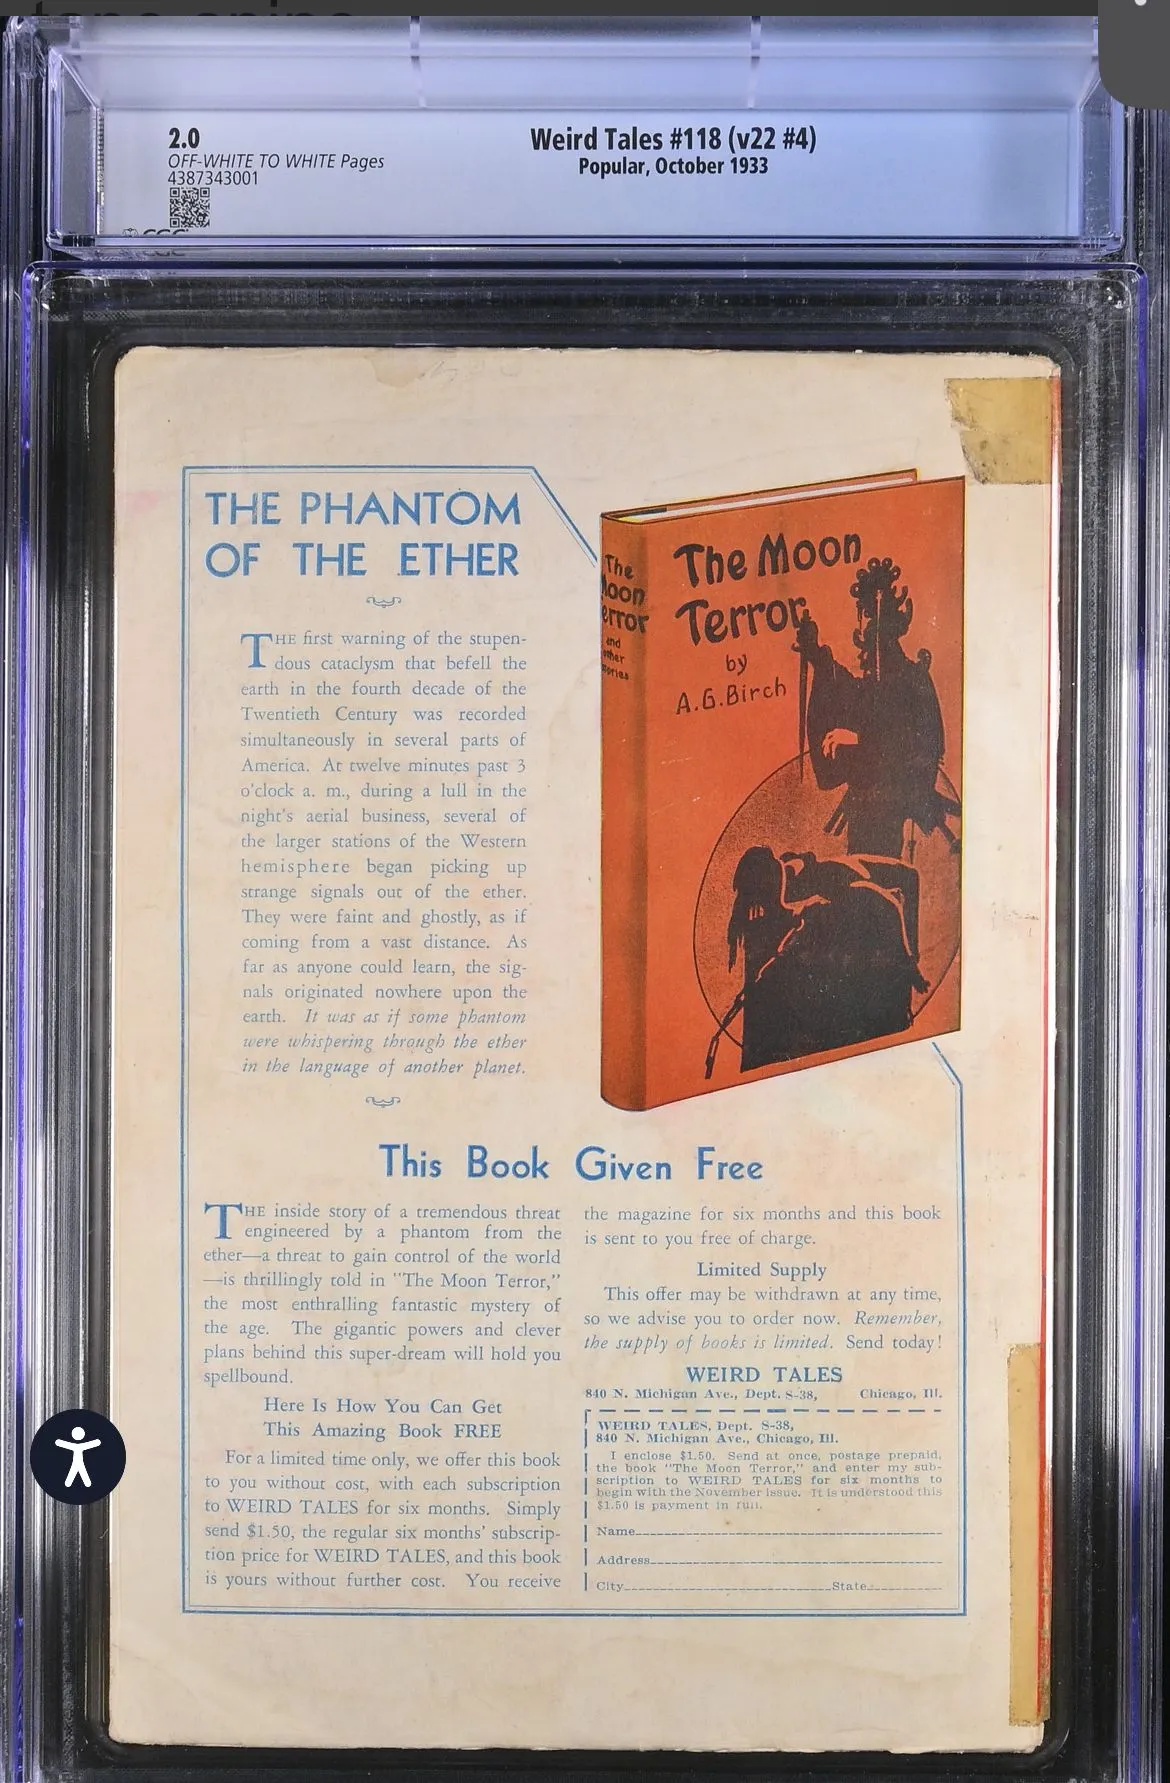 2.0
OFF-WHITE TO WHITE Pages
4387343001
CGC
Weird Tales #118 (v22 #4)
Popular, October 1933
THE PHANTOM
OF THE ETHER
THE first warning of the stupen-
dous cataclysm that befell the
earth in the fourth decade of the
Twentieth Century was recorded
simultaneously in several parts of
America. At twelve minutes past 3
o'clock a. m., during a lull in the
night's aerial business, several of
the larger stations of the Western
hemisphere began picking up
strange signals out of the ether.
They were faint and ghostly, as if
coming from a vast distance. As
far as anyone could learn, the sig-
nals originated nowhere upon the
earth. It was as if some phantom
were whispering through the ether
in the language of another planet.
The
Moon
Terror
and
other
stories
The Moon
Terror
by
A.G.Birch
This Book Given Free
THE inside story of a tremendous threat
engineered by a phantom from the
ether—a threat to gain control of the world
—is thrillingly told in "The Moon Terror,"
the most enthralling fantastic mystery of
the age. The gigantic powers and clever
plans behind this super-dream will hold you
spellbound.
Here Is How You Can Get
This Amazing Book FREE
For a limited time only, we offer this book
to you without cost, with each subscription
to WEIRD TALES for six months. Simply
send $1.50, the regular six months' subscrip-
tion price for WEIRD TALES, and this book
is yours without further cost. You receive
the magazine for six months and this book
is sent to you free of charge.
Limited Supply
This offer may be withdrawn at any time,
so we advise you to order now. Remember,
the supply of books is limited. Send today!
WEIRD TALES
840 N. Michigan Ave., Dept. S-38, Chicago, Ill.
WEIRD TALES, Dept. S-38,
840 N. Michigan Ave., Chicago, Ill.
I enclose $1.50. Send at once, postage prepaid,
the book "The Moon Terror," and enter my sub-
scription to WEIRD TALES for six months to
begin with the November issue. It is understood this
$1.50 is payment in full.
Name
Address
City State